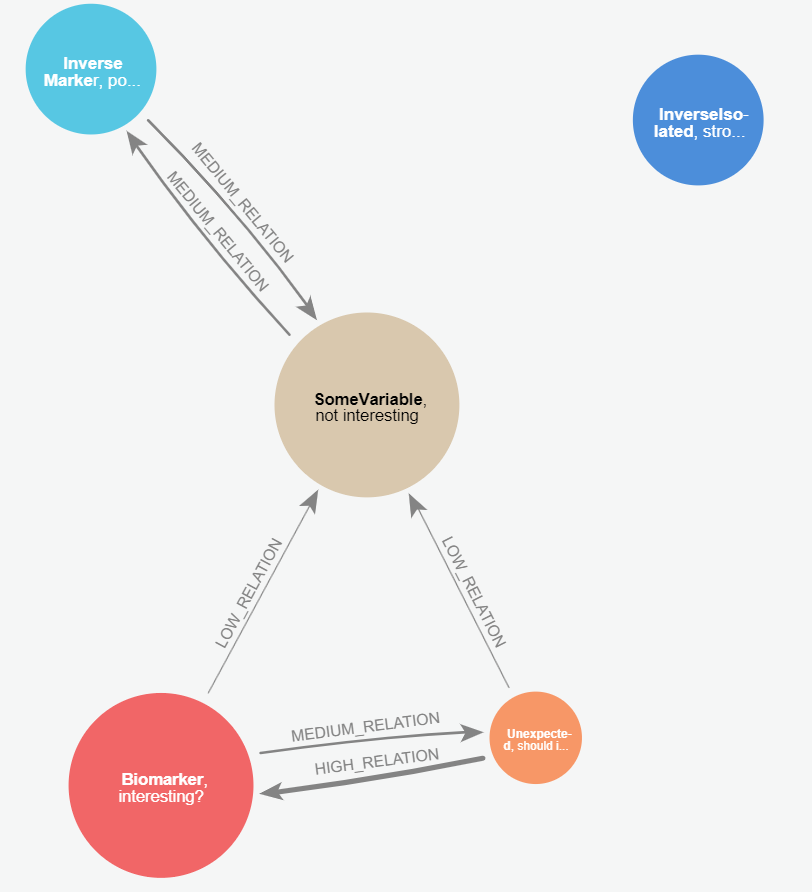 Inverse
Marker, po...
InverseIso-
lated, stro...
MEDIUM_RELATION
MEDIUM_RELATION
SomeVariable,
not interesting
LOW_RELATION
LOW_RELATION
MEDIUM_RELATION
HIGH_RELATION
Unexpecte-
d, should i...
Biomarker,
interesting?